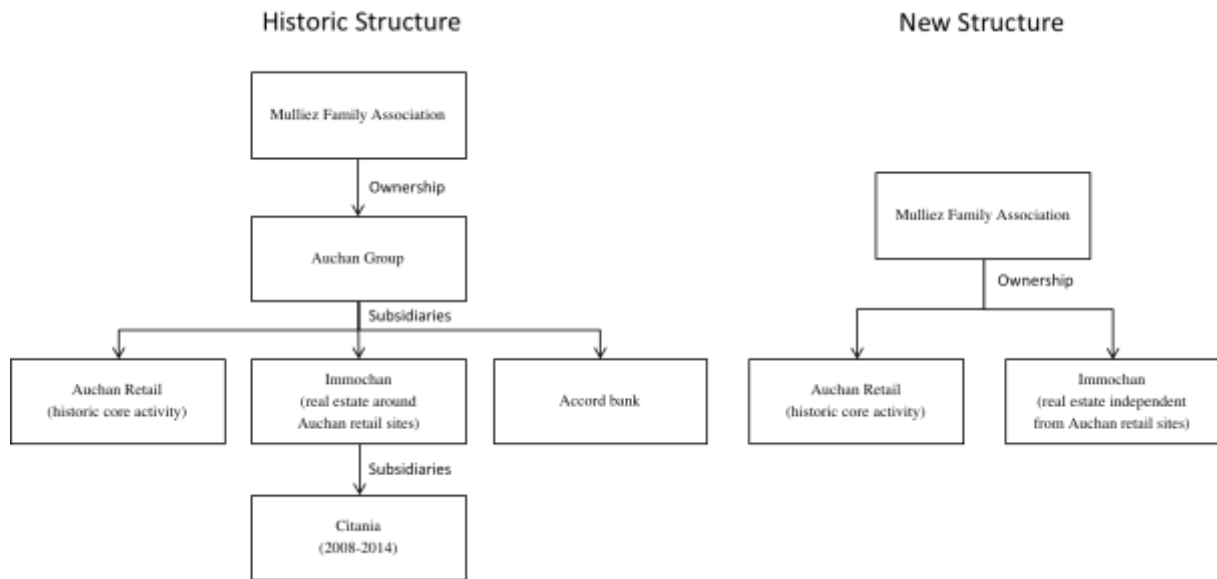 Historic Structure
Mulliez Family Association
Ownership
Auchan Group
Subsidiaries
Auchan Retail
(historic core activity)
Immochan
(real estate around
Auchan retail sites)
Accord bank
Subsidiaries
Citania
(2008-2014)
New Structure
Mulliez Family Association
Ownership
Auchan Retail
(historic core activity)
Immochan
(real estate independent
from Auchan retail sites)